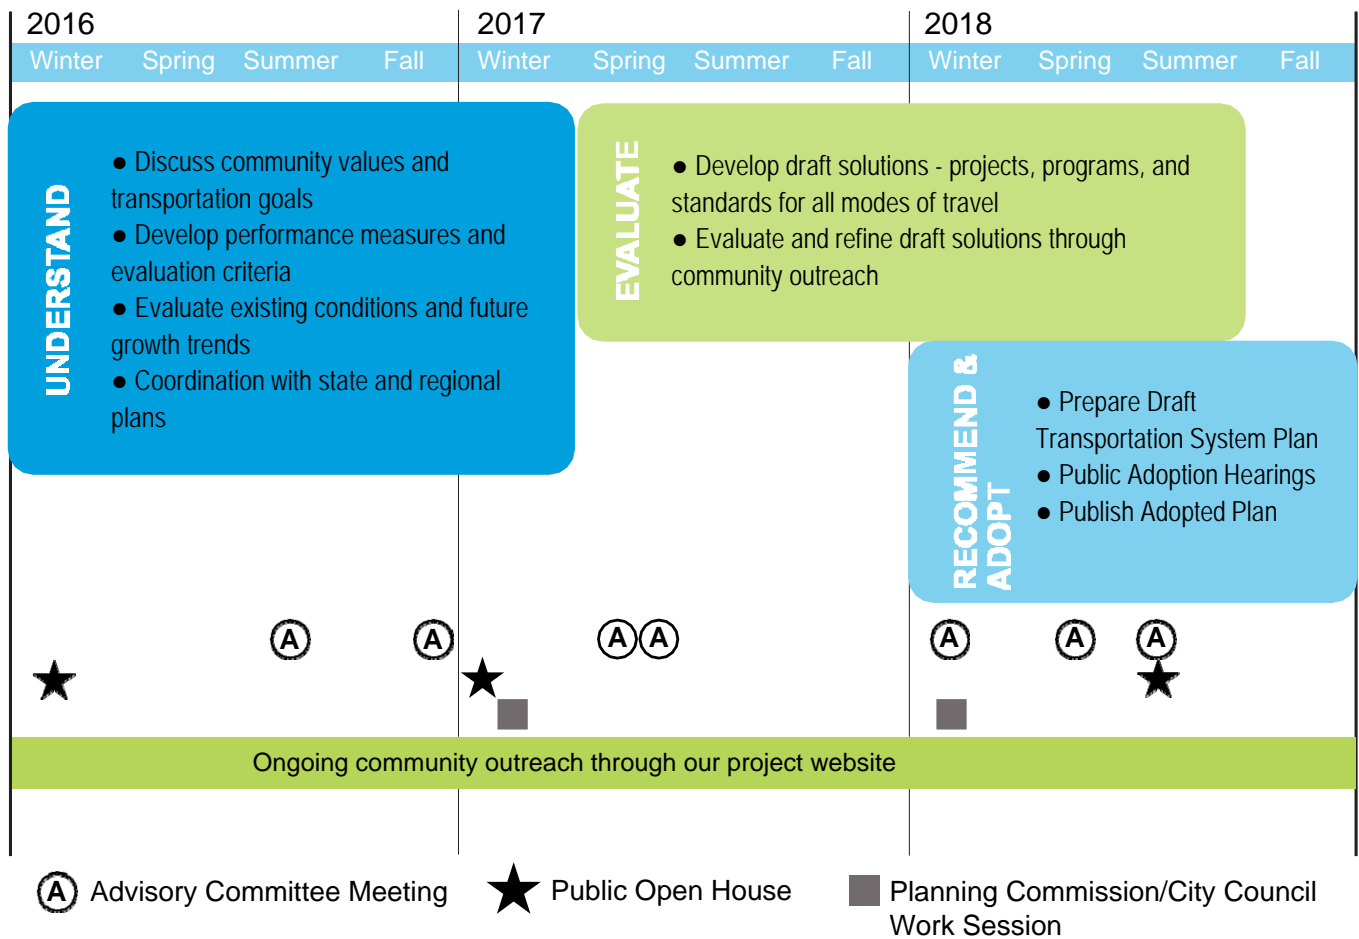 2016
2017
2018
Winter Spring Summer Fall Winter Spring Summer Fall Winter Spring Summer Fall
UNDERSTAND
● Discuss community values and
transportation goals
● Develop performance measures and
evaluation criteria
● Evaluate existing conditions and future
growth trends
● Coordination with state and regional
plans
EVALUATE
● Develop draft solutions - projects, programs, and
standards for all modes of travel
● Evaluate and refine draft solutions through
community outreach
RECOMMEND &
ADOPT
● Prepare Draft
Transportation System Plan
● Public Adoption Hearings
● Publish Adopted Plan
A A A A A A A
Ongoing community outreach through our project website
A Advisory Committee Meeting
Public Open House
Planning Commission/City Council
Work Session